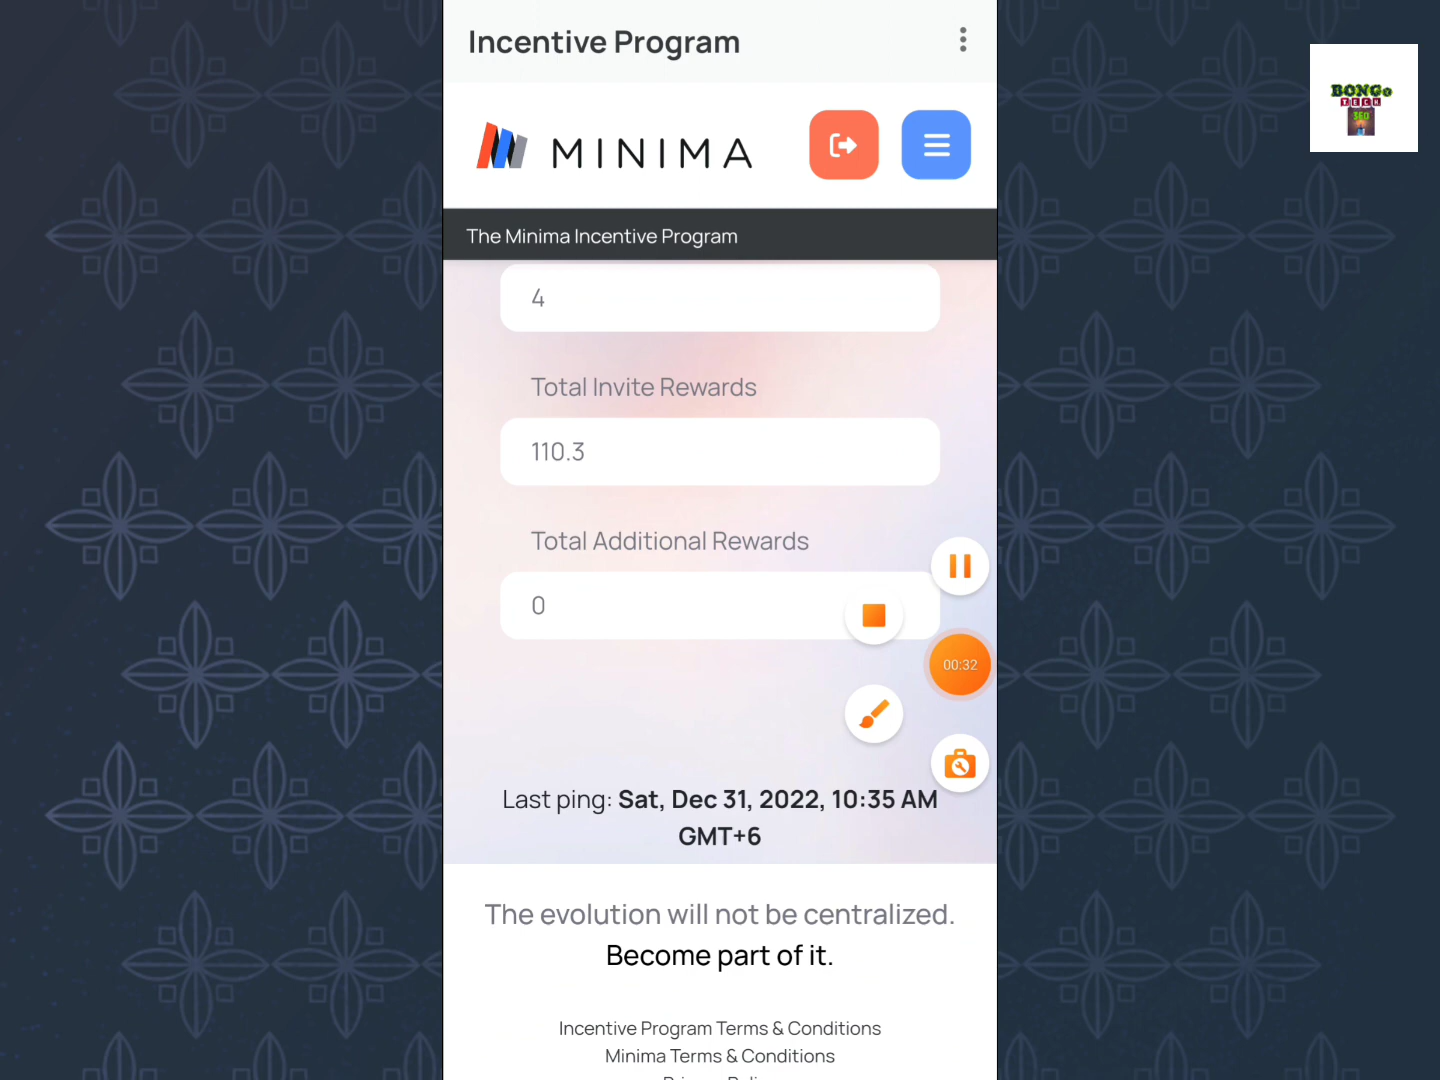 Incentive Program
MINIMA
BONGO
TECH
360
The Minima Incentive Program
4
Total Invite Rewards
110.3
Total Additional Rewards
0
00:32
Last ping: Sat, Dec 31, 2022, 10:35 AM
GMT+6
The evolution will not be centralized.
Become part of it.
Incentive Program Terms & Conditions
Minima Terms & Conditions